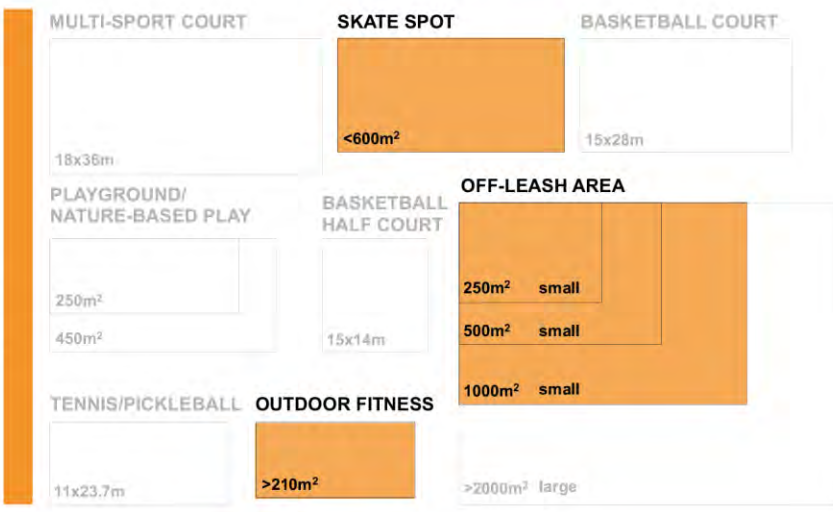 MULTI-SPORT COURT
18x36m
SKATE SPOT
<600m²
BASKETBALL COURT
15x28m
PLAYGROUND/
NATURE-BASED PLAY
250m²
450m²
BASKETBALL
HALF COURT
15x14m
OFF-LEASH AREA
250m² small
500m² small
1000m² small
>2000m² large
TENNIS/PICKLEBALL
11x23.7m
OUTDOOR FITNESS
>210m²